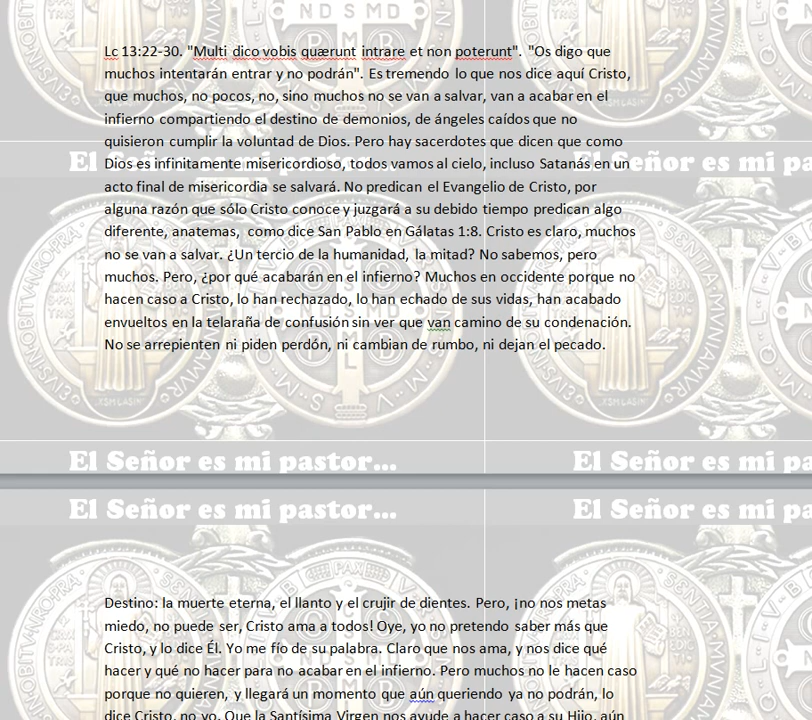 N D S M D
Lc 13:22-30. "Multi dico vobis quærunt intrare et non poterunt". "Os digo que
muchos intentarán entrar y no podrán". Es tremendo lo que nos dice aquí Cristo,
que muchos, no pocos, no, sino muchos no se van a salvar, van a acabar en el
infierno compartiendo el destino de demonios, de ángeles caídos que no
quisieron cumplir la voluntad de Dios. Pero hay sacerdotes que dicen que como
El Señor es mi
Dios es infinitamente misericordioso, todos vamos al cielo, incluso Satanás en un
acto final de misericordia se salvará. No predican el Evangelio de Cristo, por
alguna razón que sólo Cristo conoce y juzgará a su debido tiempo predican algo
diferente, anatemas, como dice San Pablo en Gálatas 1:8. Cristo es claro, muchos
no se van a salvar. ¿Un tercio de la humanidad, la mitad? No sabemos, pero
muchos. Pero, ¿por qué acabarán en el infierno? Muchos en occidente porque no
hacen caso a Cristo, lo han rechazado, lo han echado de sus vidas, han acabado
envueltos en la telaraña de confusión sin ver que van camino de su condenación.
No se arrepienten ni piden perdón, ni cambian de rumbo, ni dejan el pecado.
El Señor es mi pastor... El Señor es mi pa
El Señor es mi pastor... El Señor es mi pa
Destino: la muerte eterna, el llanto y el crujir de dientes. Pero, ¡no nos metas
miedo, no puede ser, Cristo ama a todos! Oye, yo no pretendo saber más que
Cristo, y lo dice Él. Yo me fío de su palabra. Claro que nos ama, y nos dice qué
hacer y qué no hacer para no acabar en el infierno. Pero muchos no le hacen caso
porque no quieren, y llegará un momento que aún queriendo ya no podrán, lo
dice Cristo, no yo. Que la Santísima Virgen nos ayude a hacer caso a su Hijo, aún